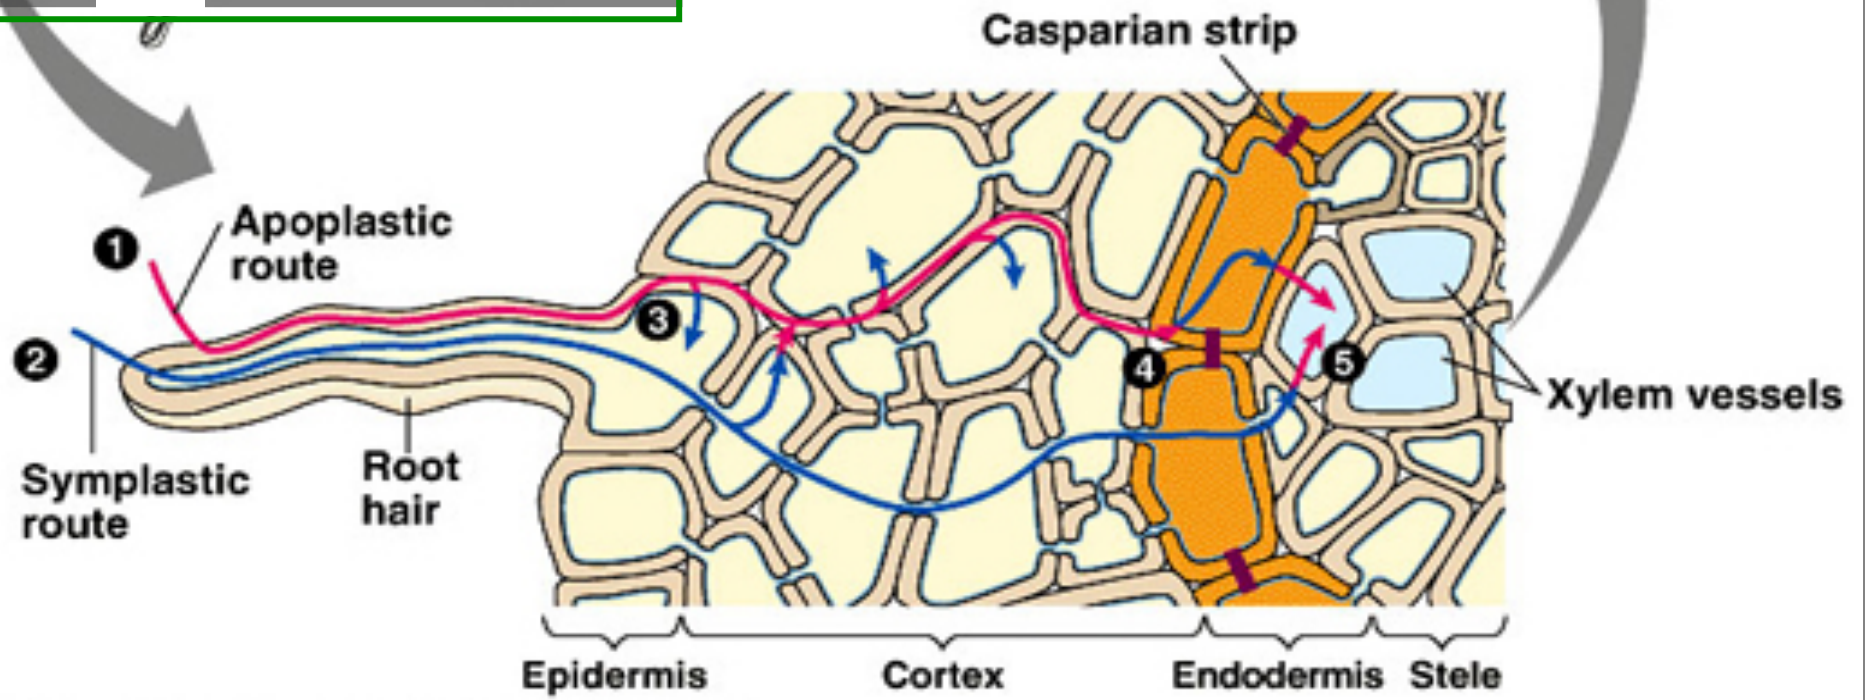 Casparian strip
1
Apoplastic
route
2
3
4
5
Xylem vessels
Symplastic
route
Root
hair
Epidermis
Cortex
Endodermis
Stele